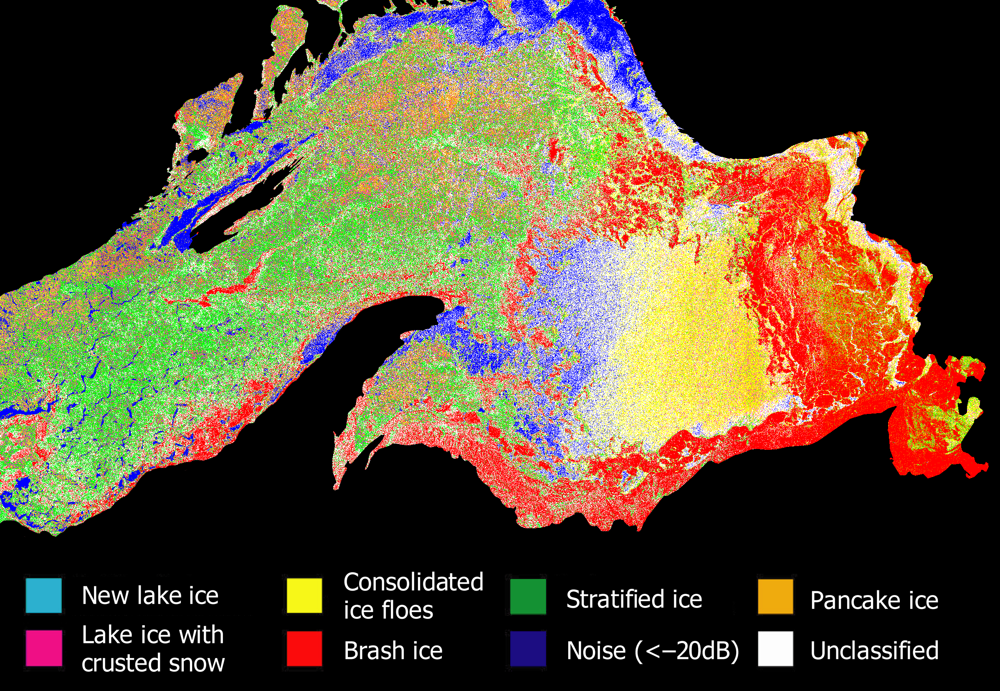 New lake ice
Consolidated
ice floes
Stratified ice
Pancake ice
Lake ice with
crusted snow
Brash ice
Noise (<−20dB)
Unclassified